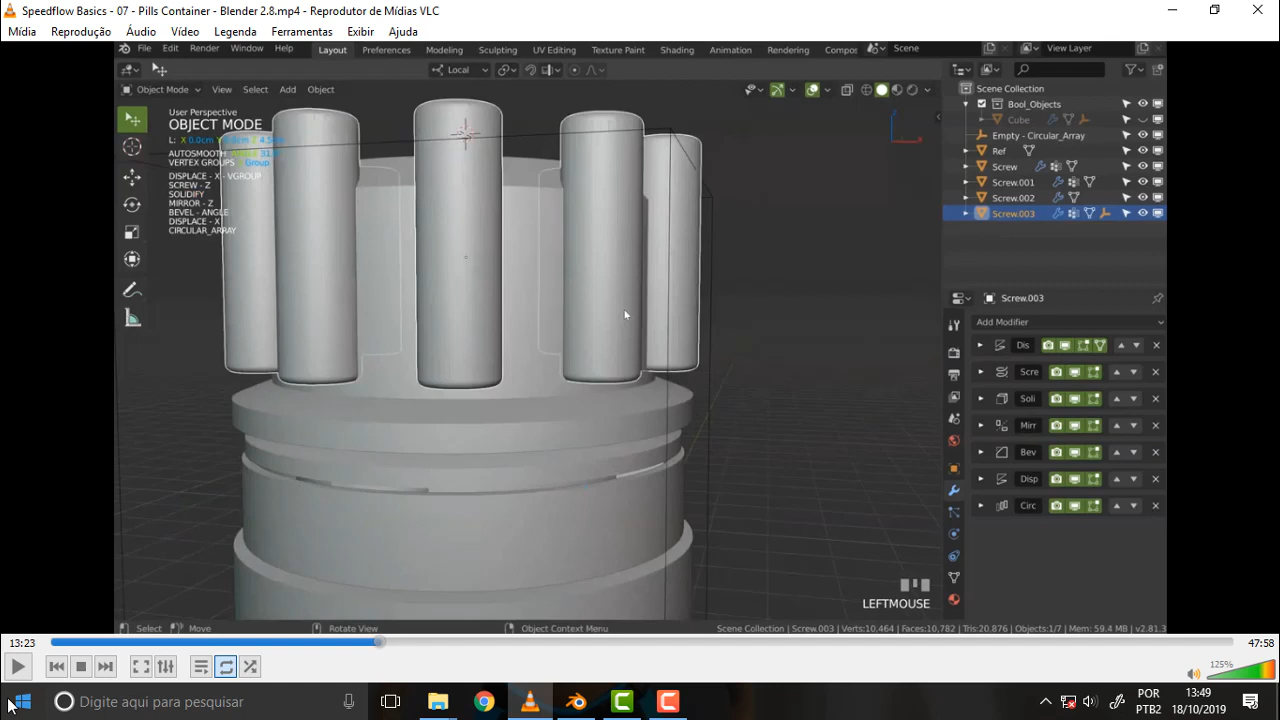 Speedflow Basics - 07 - Pills Container - Blender 2.8.mp4 - Reprodutor de Mídias VLC
Mídia Reprodução Áudio Vídeo Legenda Ferramentas Exibir Ajuda
File Edit Render Window Help Layout Preferences Modeling Sculpting UV Editing Texture Paint Shading Animation Rendering Compos Scene View Layer
Local
Object Mode View Select Add Object
Scene Collection
Bool_Objects
Cube
Empty - Circular_Array
Ref
Screw
Screw.001
Screw.002
Screw.003
User Perspective
OBJECT MODE
AUTOSMOOTH
VERTEX GROUPS Group
DISPLACE - X - VGROUP
SCREW - Z
SOLIDIFY
MIRROR - Z
BEVEL - ANGLE
DISPLACE - X
CIRCULAR_ARRAY
Screw.003
Add Modifier
Dis
Scre
Soli
Mirr
Bev
Disp
Circ
LEFTMOUSE
Select Move Rotate View Object Context Menu Scene Collection | Screw.003 | Verts:10,464 | Faces:10,782 | Tris:20,876 | Objects:1/7 | Mem: 59.4 MB | v2.81.3
13:23 47:58
125%
Digite aqui para pesquisar
POR
PTB2
13:49
18/10/2019